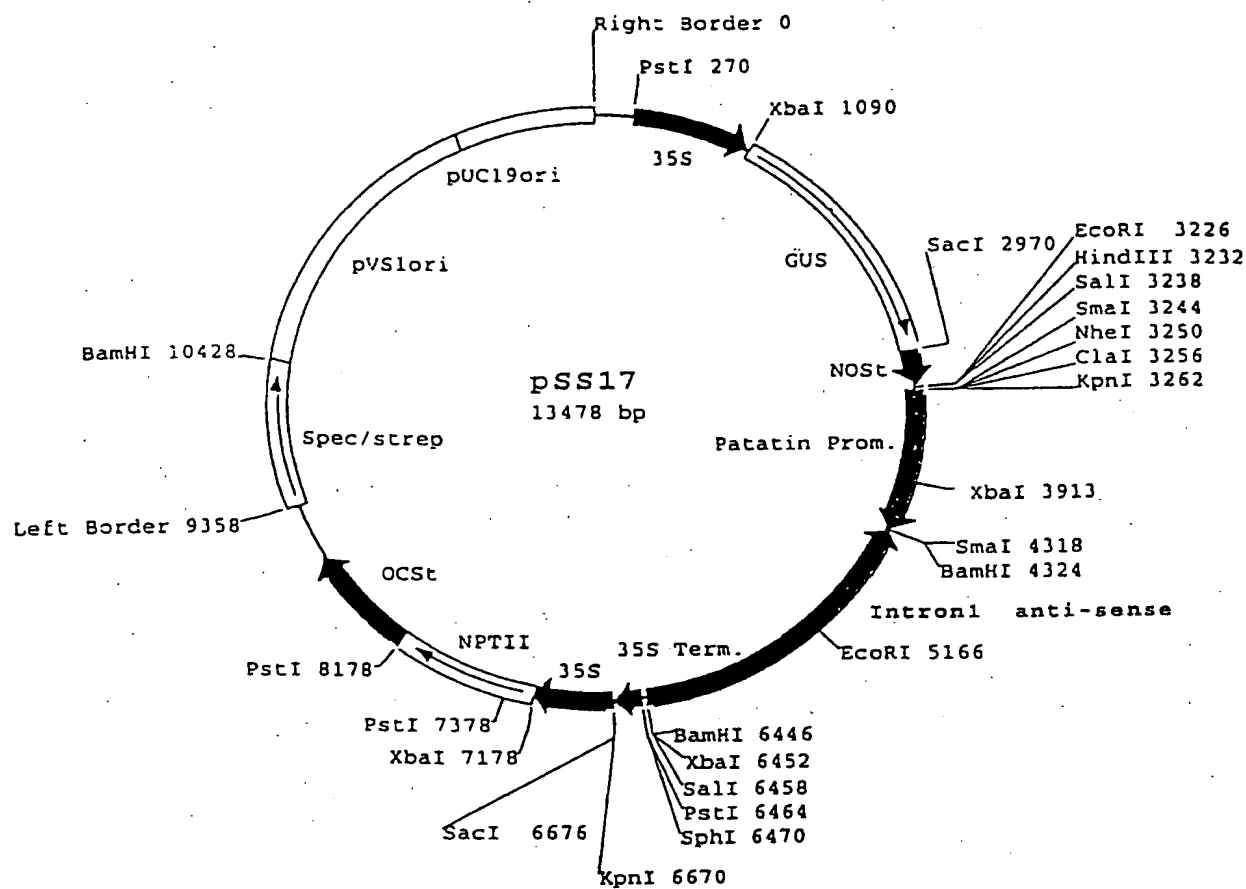 Right Border 0
PstI 270
XbaI 1090
35S
pUC19ori
pVS1ori
GUS
SacI 2970
EcoRI 3226
HindIII 3232
SalI 3238
SmaI 3244
NheI 3250
ClaI 3256
KpnI 3262
NOSt
BamHI 10428
pSS17
13478 bp
Spec/strep
Patatin Prom.
XbaI 3913
Left Border 9358
SmaI 4318
BamHI 4324
OCSt
Intron1 anti-sense
NPTII
35S
35S Term.
EcoRI 5166
PstI 8178
PstI 7378
XbaI 7178
BamHI 6446
XbaI 6452
SalI 6458
PstI 6464
SphI 6470
SacI 6676
KpnI 6670